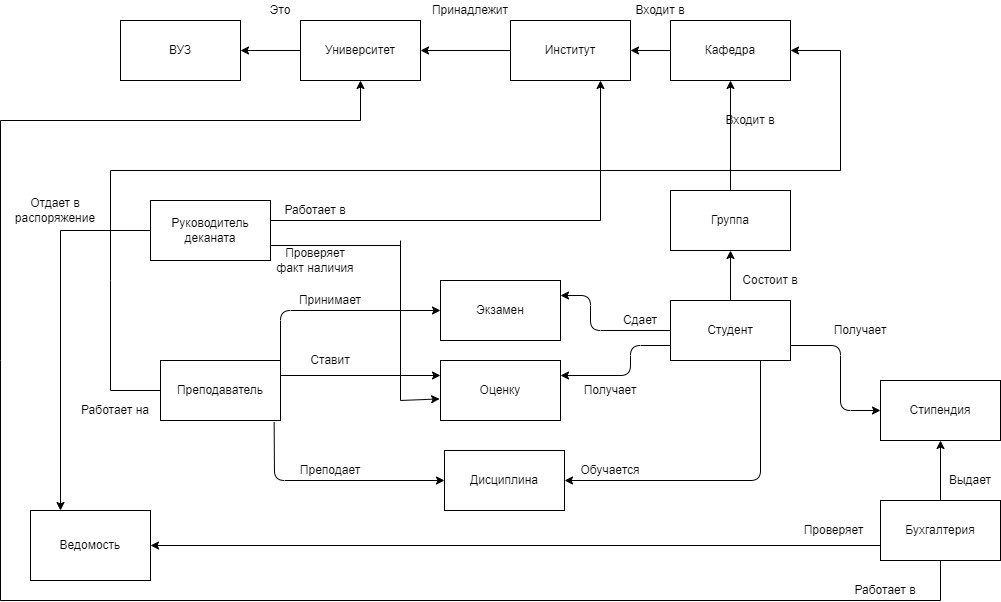 Это
Принадлежит
Входит в
ВУЗ
Университет
Институт
Кафедра
Входит в
Отдает в
распоряжение
Руководитель
деканата
Работает в
Группа
Проверяет
факт наличия
Состоит в
Принимает
Экзамен
Сдает
Студент
Получает
Ставит
Преподаватель
Оценку
Получает
Работает на
Стипендия
Преподает
Дисциплина
Обучается
Выдает
Ведомость
Проверяет
Бухгалтерия
Работает в